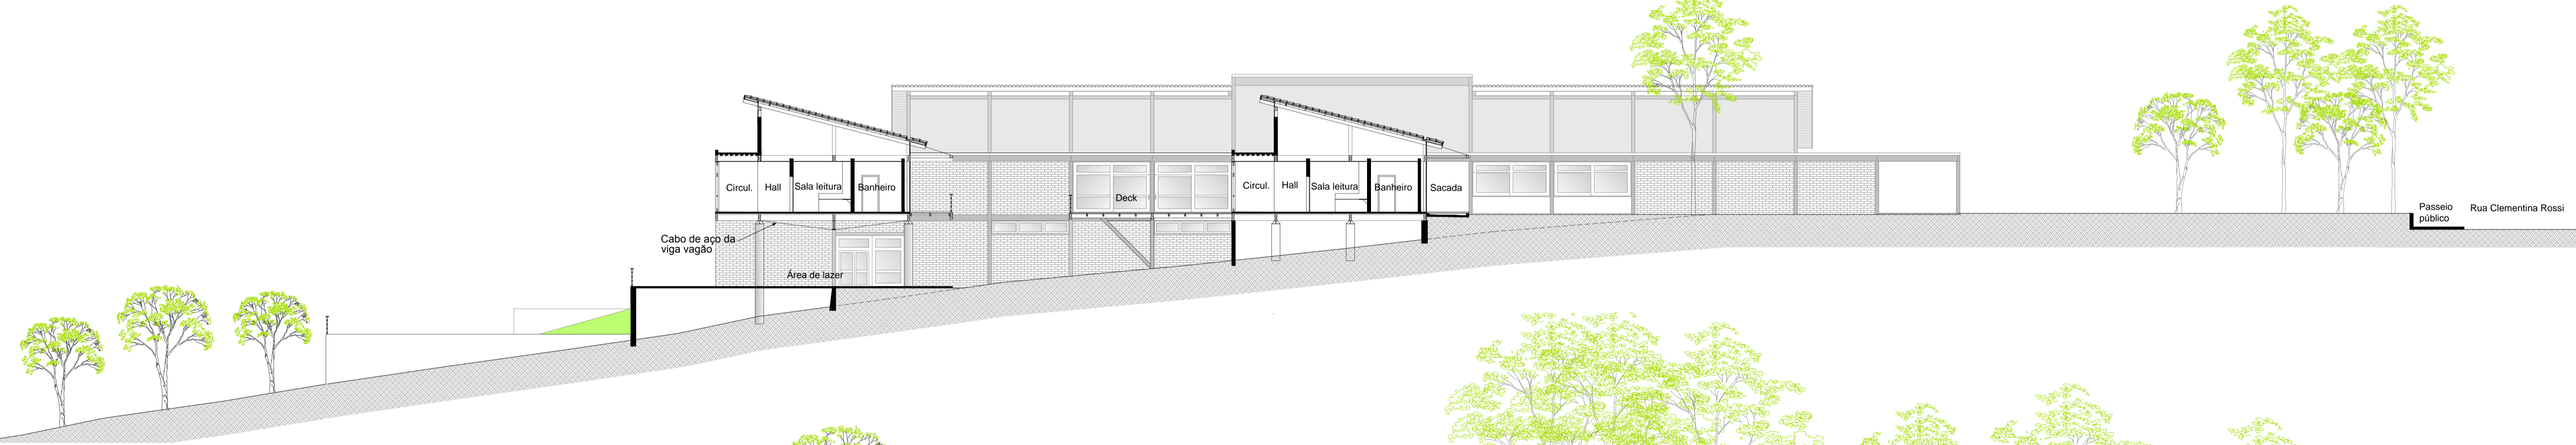 Circul.
Hall
Sala leitura
Banheiro
Deck
Circul.
Hall
Sala leitura
Banheiro
Sacada
Passeio
público
Rua Clementina Rossi
Cabo de aço da
viga vagão
Área de lazer